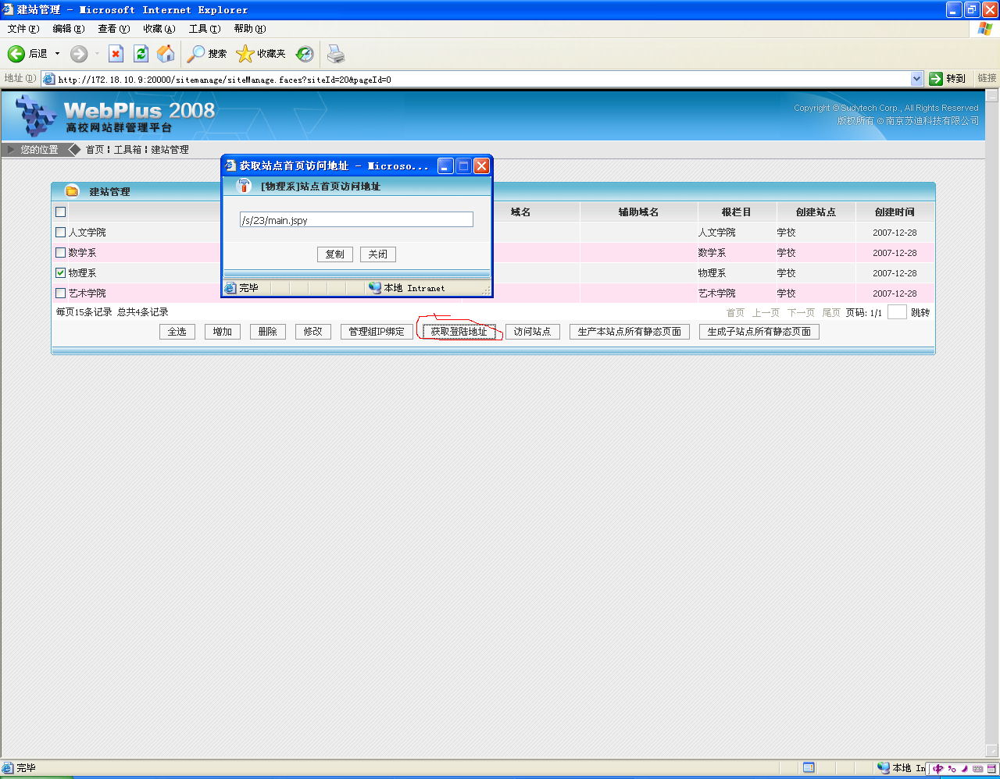 建站管理 - Microsoft Internet Explorer
文件(F) 编辑(E) 查看(V) 收藏(A) 工具(T) 帮助(H)
后退 搜索 收藏夹
地址(D) http://172.18.10.9:20000/sitemanage/siteManage.faces?siteId=20&pageId=0 转到 链接
WebPlus 2008
高校网站群管理平台
Copyright © Sudytech Corp., All Rights Reserved
版权所有 © 南京苏迪科技有限公司
您的位置 首页 工具箱 建站管理
获取站点首页访问地址 - Microso...
[物理系]站点首页访问地址
/s/23/main.jspy
复制 关闭
完毕 本地 Intranet
建站管理
域名 辅助域名 根栏目 创建站点 创建时间
人文学院 人文学院 学校 2007-12-28
数学系 数学系 学校 2007-12-28
物理系 物理系 学校 2007-12-28
艺术学院 艺术学院 学校 2007-12-28
每页15条记录 总共4条记录 首页 上一页 下一页 尾页 页码: 1/1 跳转
全选 增加 删除 修改 管理组IP绑定 获取登陆地址 访问站点 生产本站点所有静态页面 生成子站点所有静态页面
完毕 本地 In 中